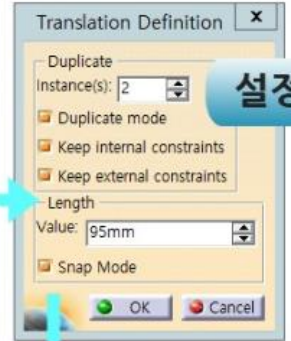 Translation Definition x
Duplicate
Instance(s): 2
Duplicate mode
Keep internal constraints
Keep external constraints
Length
Value: 95mm
Snap Mode
OK Cancel
설정